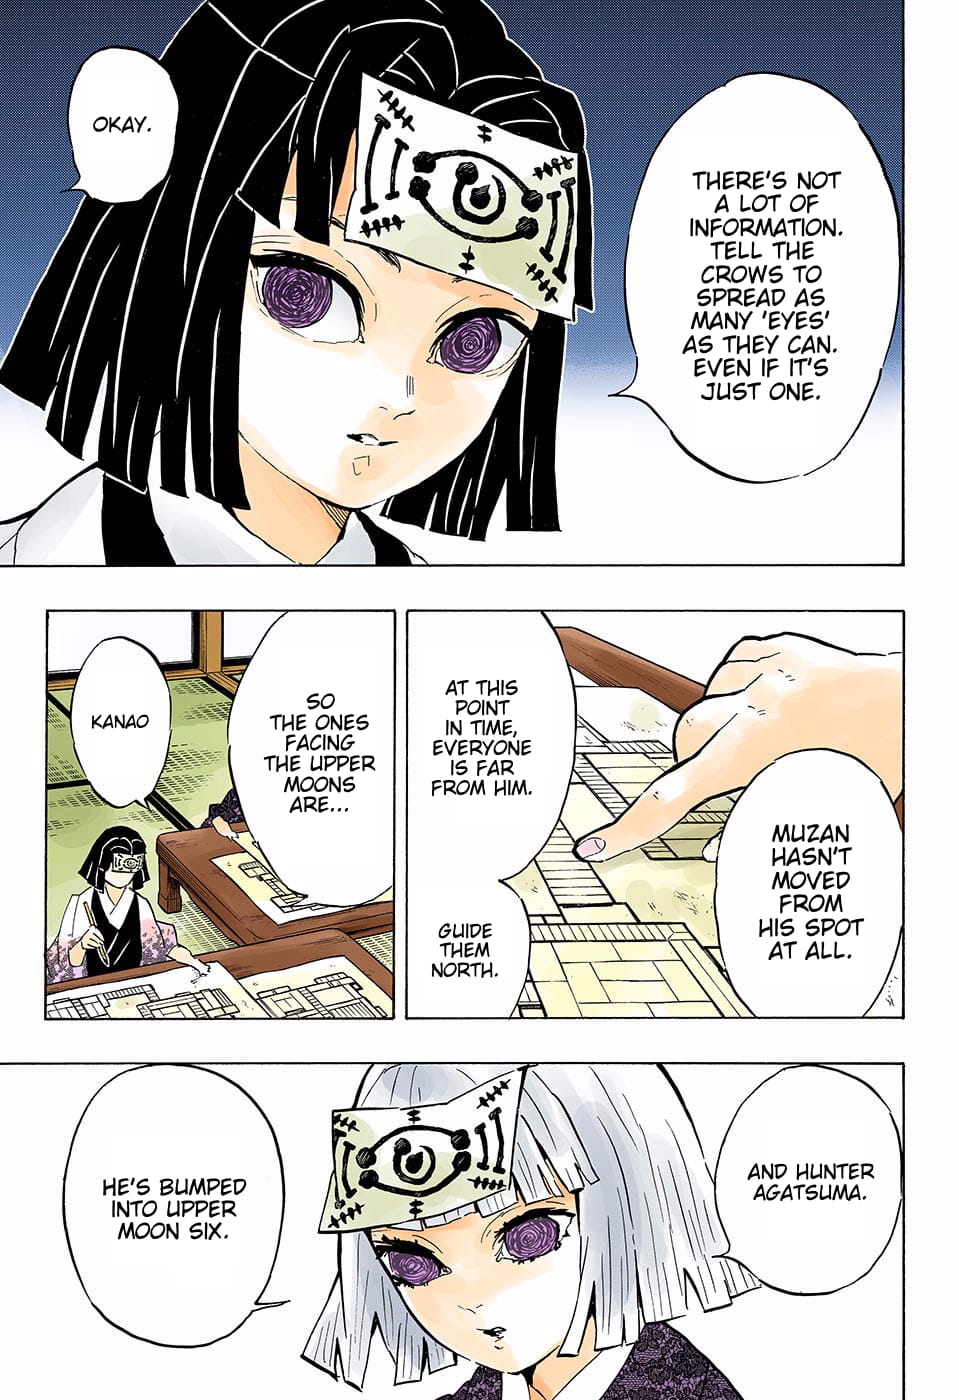 THERE'S NOT
A LOT OF
INFORMATION.
TELL THE
CROWS TO
SPREAD AS
MANY 'EYES'
AS THEY CAN.
EVEN IF IT'S
JUST ONE.
OKAY.
MUZAN
HASN'T
MOVED
FROM
HIS SPOT
AT ALL.
AT THIS
POINT
IN TIME,
EVERYONE
IS FAR
FROM HIM.
GUIDE
THEM
NORTH.
SO
THE ONES
FACING
THE UPPER
MOONS
ARE...
KANAO
AND HUNTER
AGATSUMA.
HE'S BUMPED
INTO UPPER
MOON SIX.